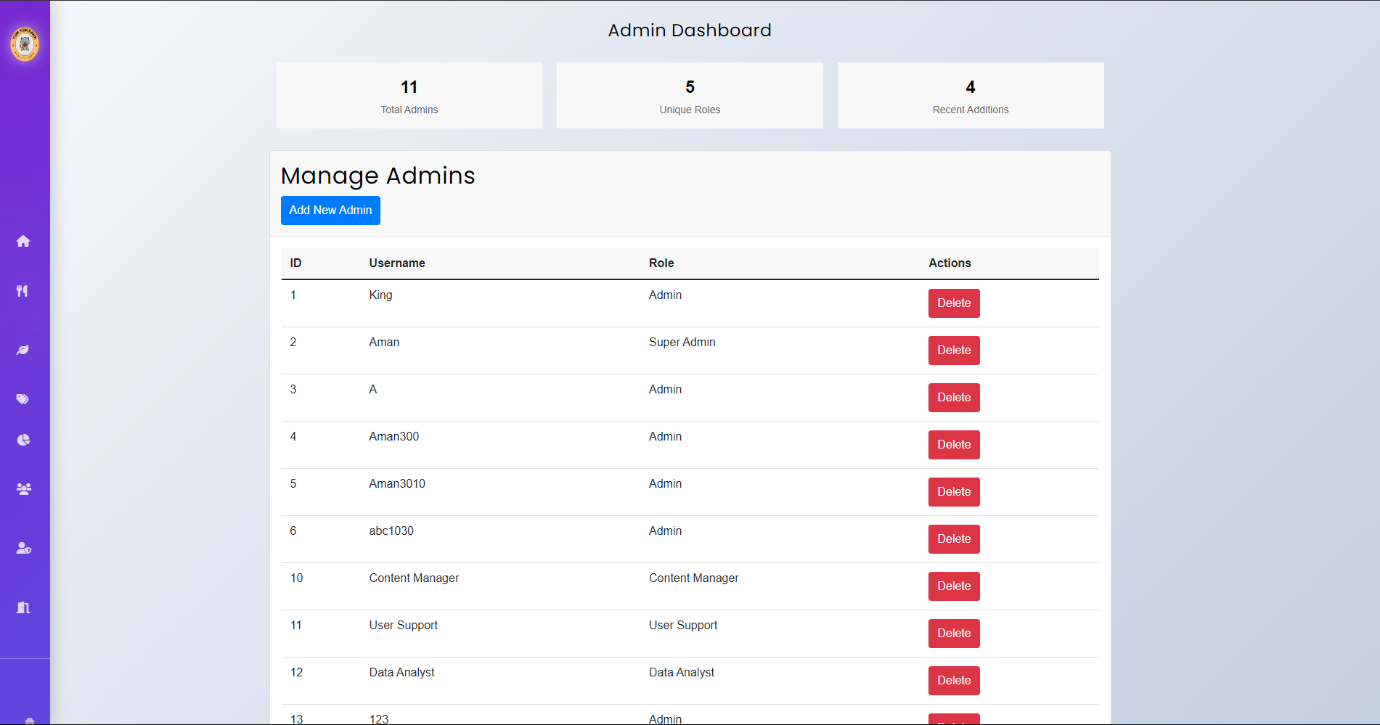 Admin Dashboard
11 5 4
Total Admins Unique Roles Recent Additions
Manage Admins
Add New Admin
ID Username Role Actions
1 King Admin Delete
2 Aman Super Admin Delete
3 A Admin Delete
4 Aman300 Admin Delete
5 Aman3010 Admin Delete
6 abc1030 Admin Delete
10 Content Manager Content Manager Delete
11 User Support User Support Delete
12 Data Analyst Data Analyst Delete
13 123 Admin